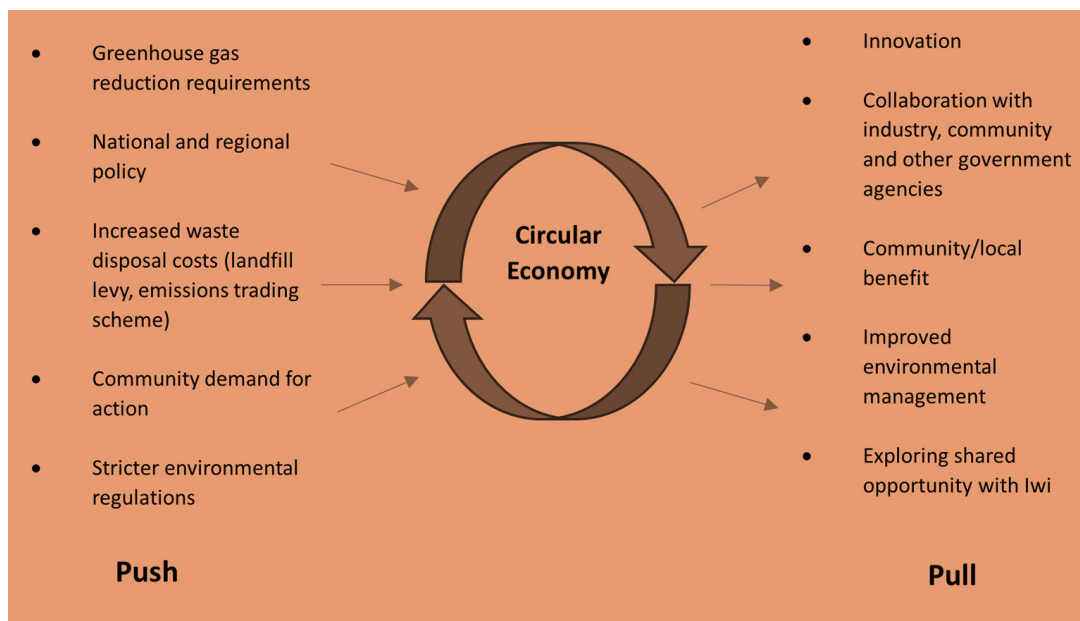 • Greenhouse gas
reduction requirements
• National and regional
policy
• Increased waste
disposal costs (landfill
levy, emissions trading
scheme)
• Community demand for
action
• Stricter environmental
regulations
Push
Circular
Economy
• Innovation
• Collaboration with
industry, community
and other government
agencies
• Community/local
benefit
• Improved
environmental
management
• Exploring shared
opportunity with Iwi
Pull